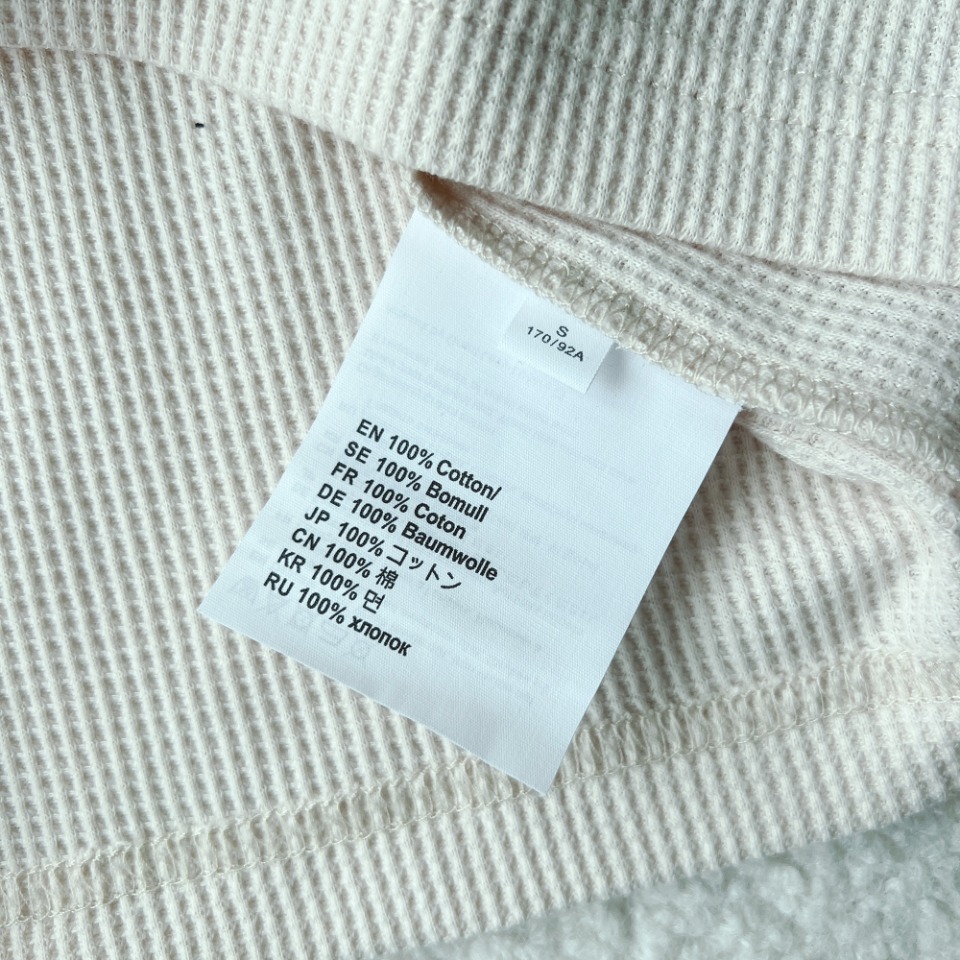 S
170/92A
EN 100% Cotton/
SE 100% Bomull
FR 100% Coton
DE 100% Baumwolle
JP 100% コットン
CN 100% 棉
KR 100% 면
RU 100% хлопок